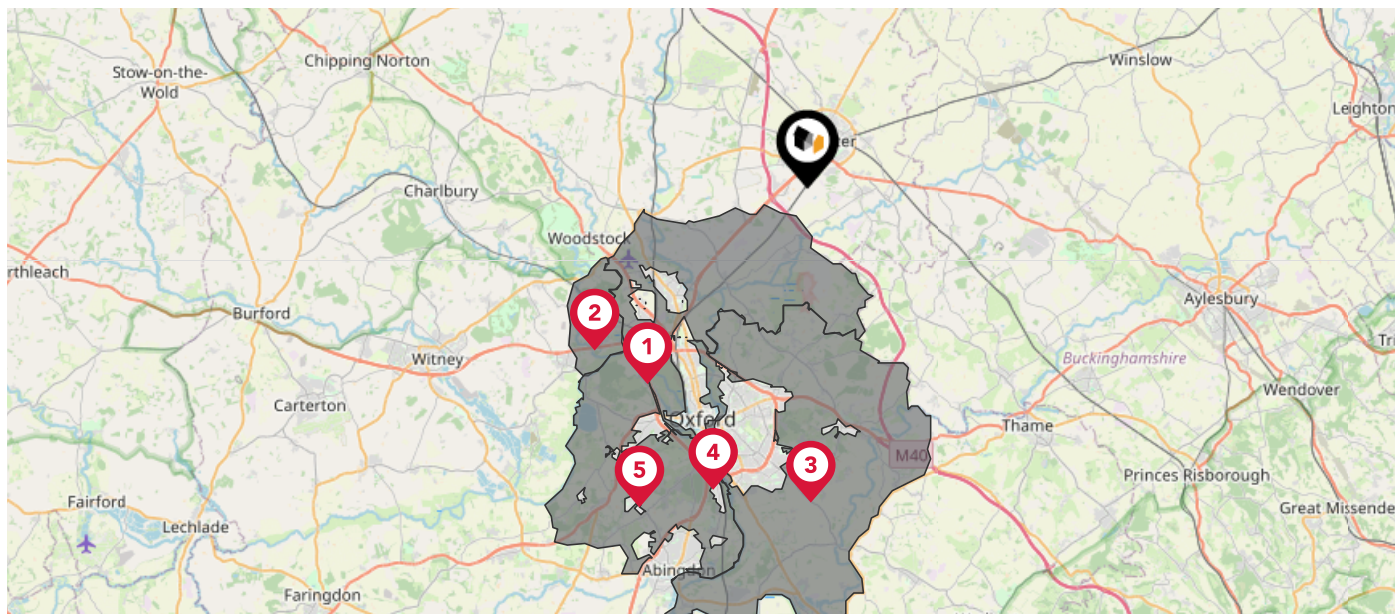 Chipping Norton
Stow-on-the-
Wold
Winslow
Leighton
ter
Charlbury
Woodstock
rthleach
Aylesbury
Burford
2
1
Witney
Tri
Buckinghamshire
Wendover
Carterton
Oxford
Thame
4
M40
5
3
Princes Risborough
Fairford
Great Missende
Lechlade
Abingdon
Faringdon